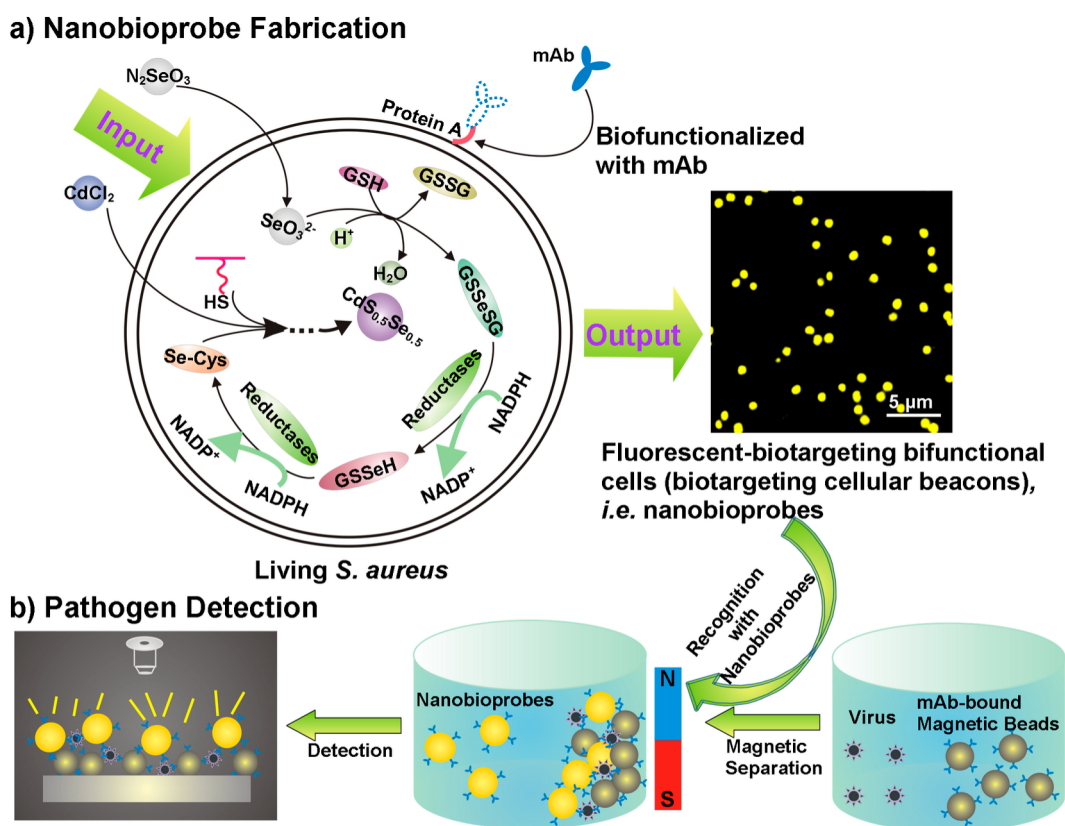 a) Nanobioprobe Fabrication
N₂SeO₃
mAb
Protein A
Input
Biofunctionalized
with mAb
CdCl₂
GSH
GSSG
SeO₃²⁻
H⁺
H₂O
HS
CdS₀.₅Se₀.₅
GSSeSG
Output
Se-Cys
Reductases
Reductases
NADPH
NADP⁺
GSSeH
NADP⁺
NADPH
5 µm
Fluorescent-biotargeting bifunctional
cells (biotargeting cellular beacons),
i.e. nanobioprobes
Living S. aureus
b) Pathogen Detection
Recognition
with
Nanobioprobes
Nanobioprobes
N
S
Detection
Magnetic
Separation
Virus
mAb-bound
Magnetic Beads